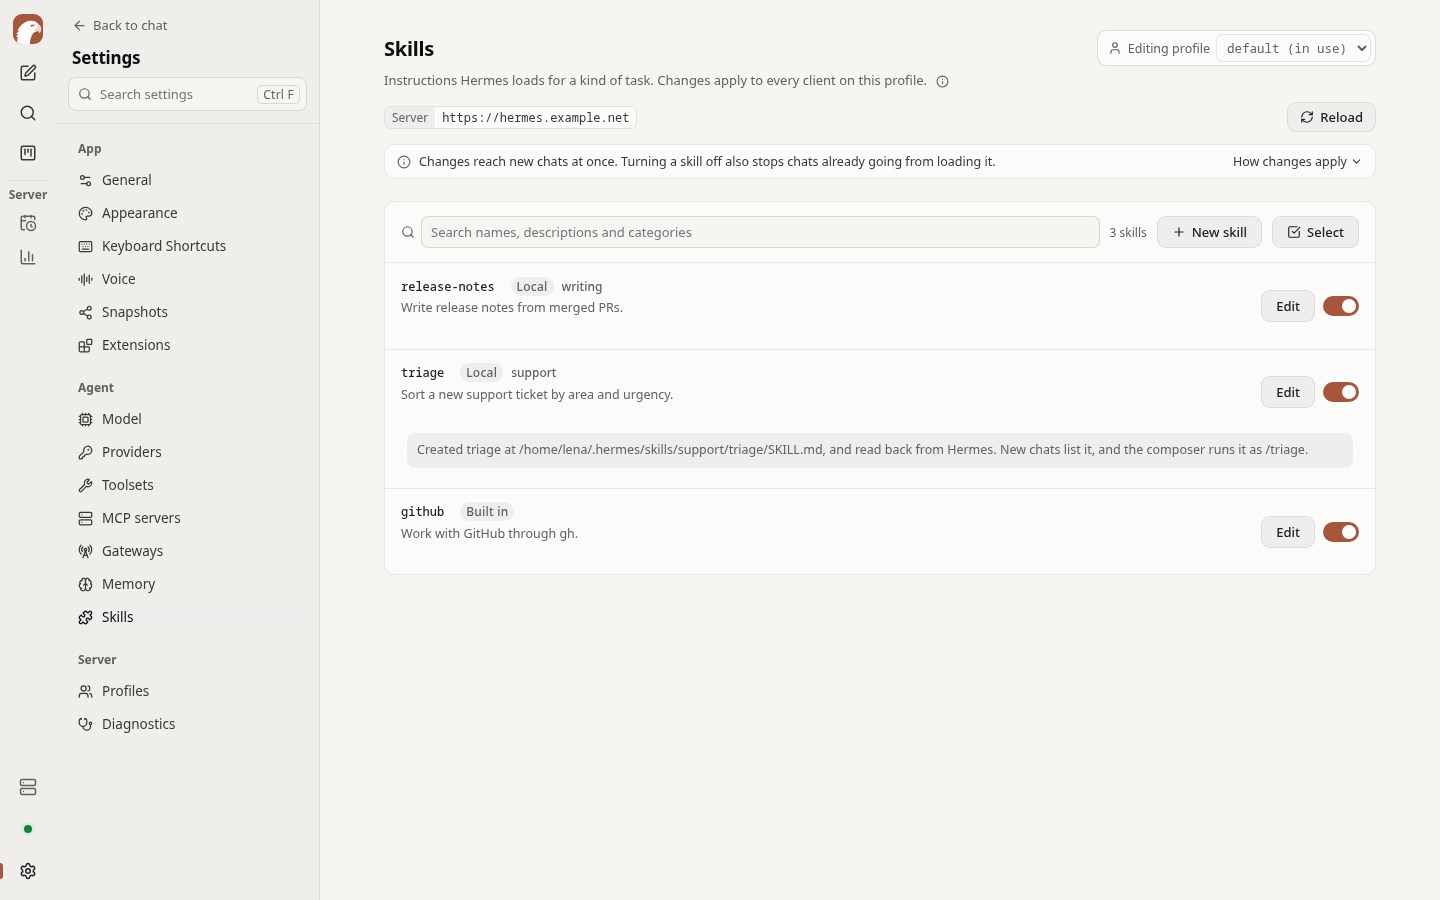 Back to chat
Settings
Search settings
Ctrl F
App
General
Appearance
Keyboard Shortcuts
Voice
Snapshots
Extensions
Agent
Model
Providers
Toolsets
MCP servers
Gateways
Memory
Skills
Server
Profiles
Diagnostics
Server
Skills
Editing profile
default (in use)
Instructions Hermes loads for a kind of task. Changes apply to every client on this profile.
Server https://hermes.example.net
Reload
Changes reach new chats at once. Turning a skill off also stops chats already going from loading it.
How changes apply
Search names, descriptions and categories
3 skills
New skill
Select
release-notes Local writing
Write release notes from merged PRs.
Edit
triage Local support
Sort a new support ticket by area and urgency.
Edit
Created triage at /home/lena/.hermes/skills/support/triage/SKILL.md, and read back from Hermes. New chats list it, and the composer runs it as /triage.
github Built in
Work with GitHub through gh.
Edit